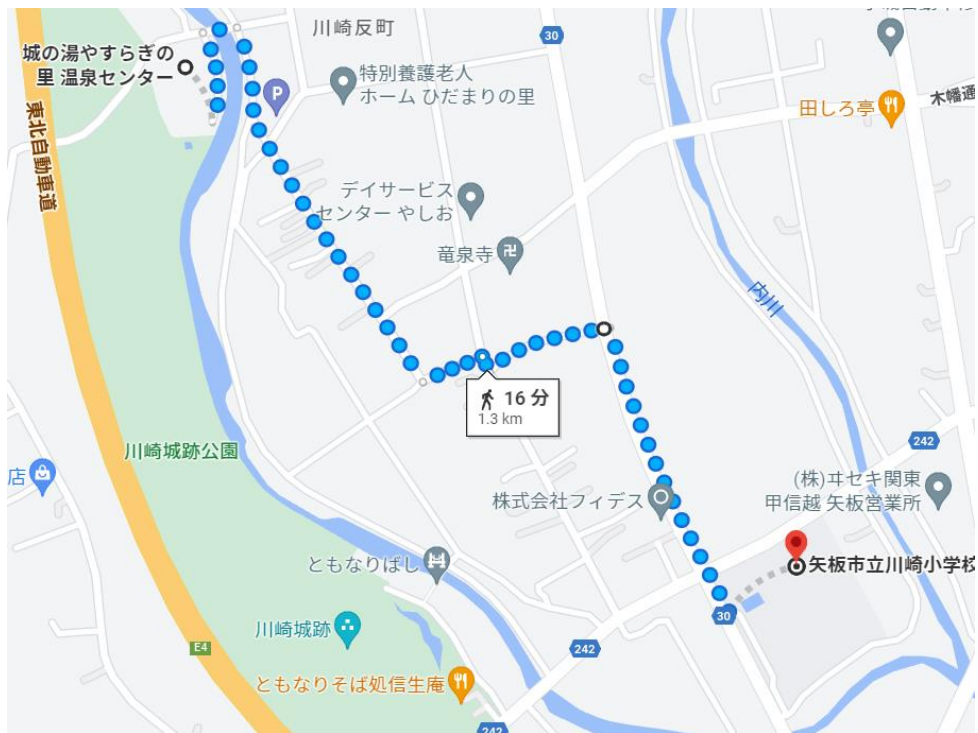 川崎反町
30
城の湯やすらぎの
里 温泉センター
P
特別養護老人
ホーム ひだまりの里
木幡通
田しろ亭
東北自動車道
デイサービス
センター やしお
竜泉寺
内川
16 分
1.3 km
川崎城跡公園
242
店
(株)ヰセキ関東
甲信越 矢板営業所
株式会社フィデス
ともなりばし
矢板市立川崎小学校
30
川崎城跡
E4
242
ともなりそば処信生庵
242